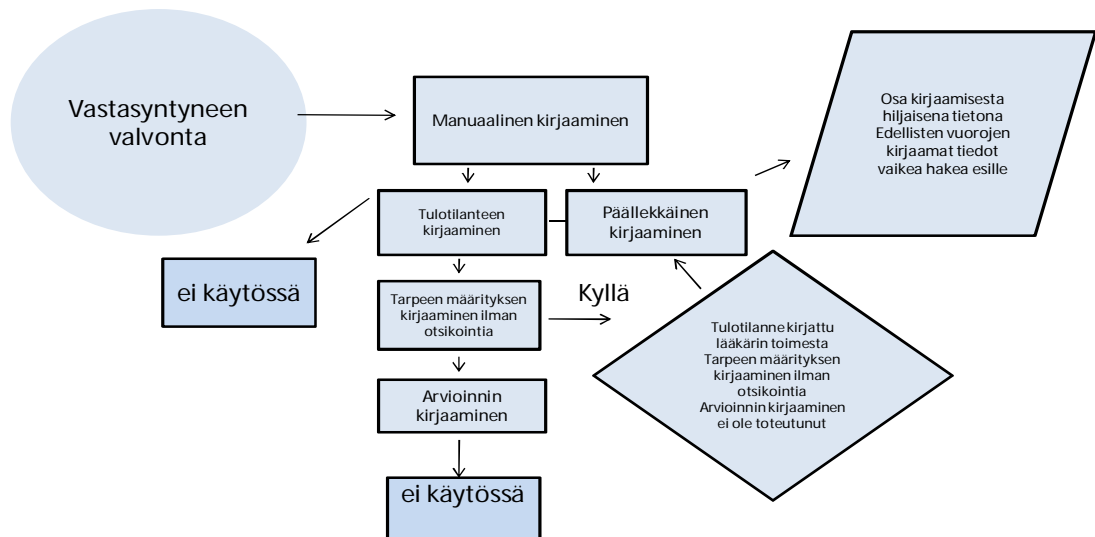 Vastasyntyneen
valvonta
Manuaalinen kirjaaminen
Osa kirjaamisesta
hiljaisena tietona
Edellisten vuorojen
kirjaamat tiedot
vaikea hakea esille
Tulotilanteen
kirjaaminen
Päällekkäinen
kirjaaminen
ei käytössä
Tarpeen määrityksen
kirjaaminen ilman
otsikointia
Kyllä
Tulotilanne kirjattu
lääkärin toimesta
Tarpeen määrityksen
kirjaaminen ilman
otsikointia
Arvioinnin kirjaaminen
ei ole toteutunut
Arvioinnin
kirjaaminen
ei käytössä